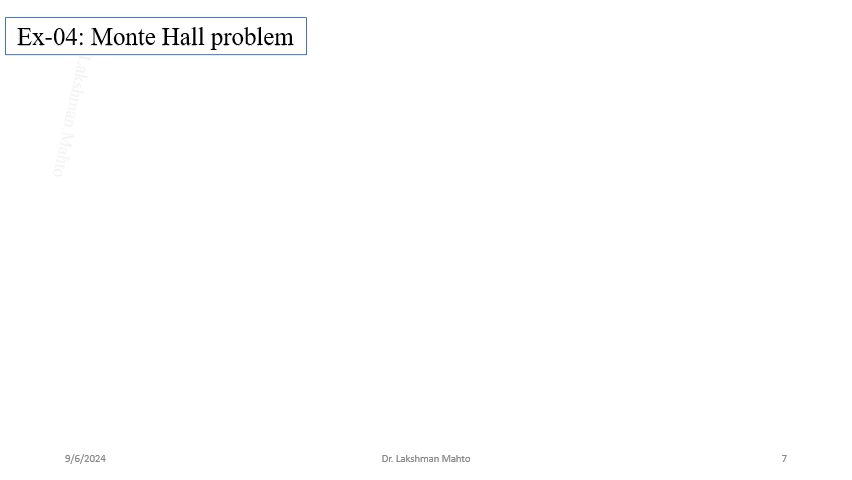 Ex-04: Monte Hall problem
Lakshman Mahto
9/6/2024
Dr. Lakshman Mahto
7